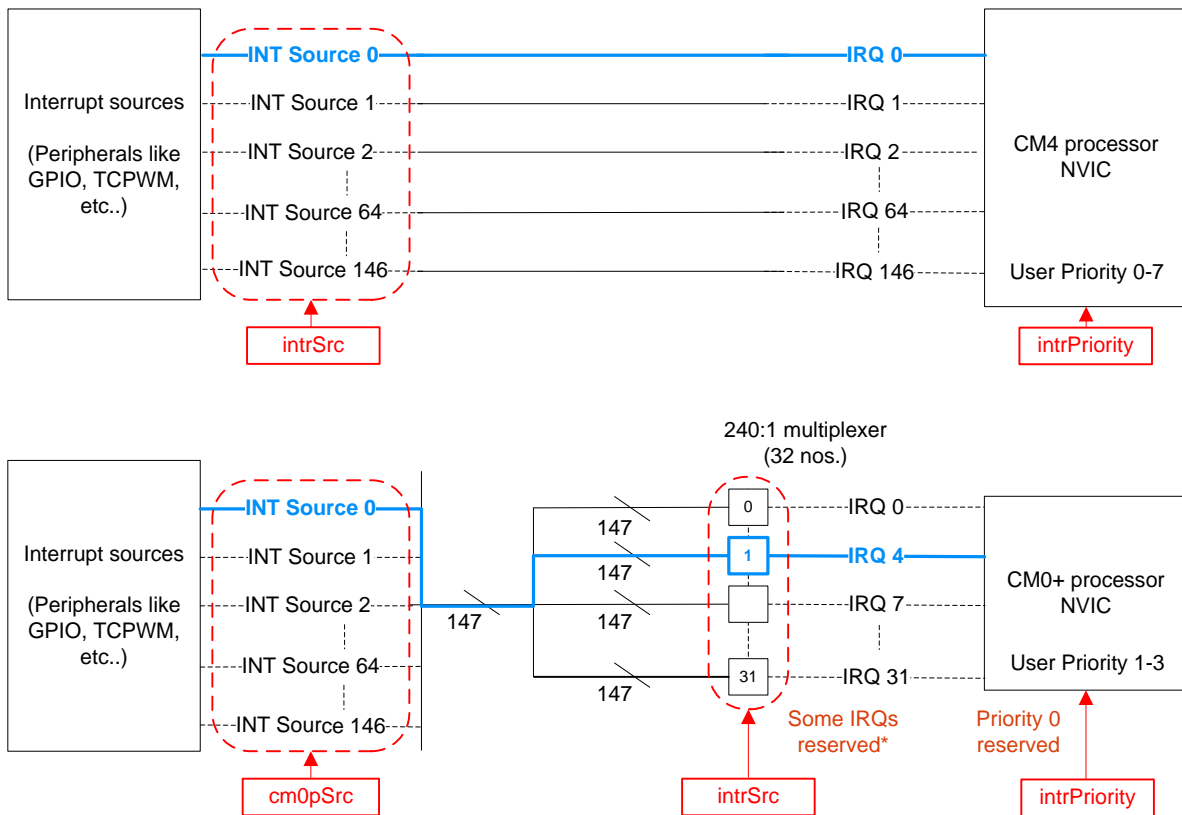 INT Source 0
IRQ 0
Interrupt sources
INT Source 1
IRQ 1
(Peripherals like
GPIO, TCPWM,
etc..)
INT Source 2
IRQ 2
CM4 processor
NVIC
INT Source 64
IRQ 64
INT Source 146
IRQ 146
User Priority 0-7
intrSrc
intrPriority
240:1 multiplexer
(32 nos.)
INT Source 0
0
IRQ 0
147
Interrupt sources
INT Source 1
1
IRQ 4
147
(Peripherals like
GPIO, TCPWM,
etc..)
INT Source 2
147
147
IRQ 7
CM0+ processor
NVIC
INT Source 64
31
IRQ 31
147
User Priority 1-3
INT Source 146
Some IRQs
reserved*
Priority 0
reserved
cm0pSrc
intrSrc
intrPriority